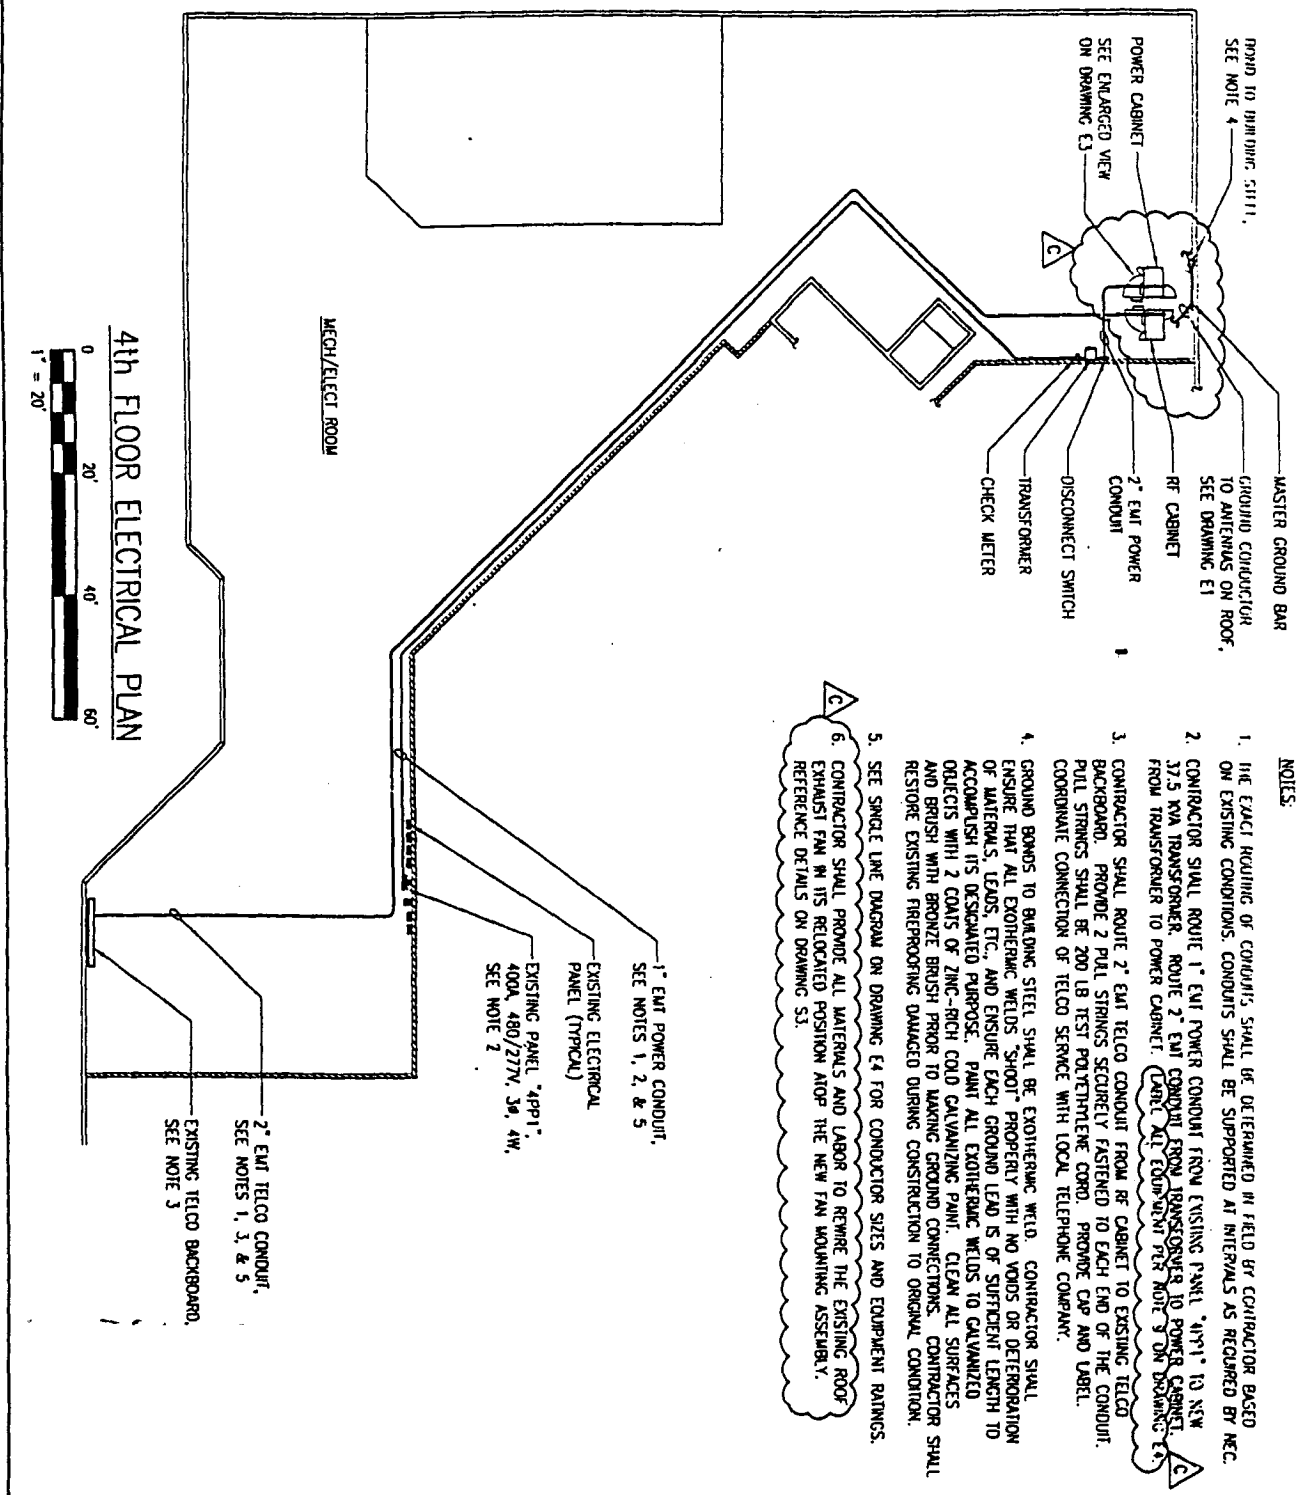 BOND TO BUILDING STEEL,
SEE NOTE 4
POWER CABINET
SEE ENLARGED VIEW
ON DRAWING E3
C
MASTER GROUND BAR
GROUND CONDUCTOR
TO ANTENNAS ON ROOF,
SEE DRAWING E1
RF CABINET
2" EMT POWER
CONDUIT
DISCONNECT SWITCH
TRANSFORMER
CHECK METER
MECH/ELECT ROOM
1" EMT POWER CONDUIT,
SEE NOTES 1, 2, & 5
EXISTING ELECTRICAL
PANEL (TYPICAL)
EXISTING PANEL "4PP1",
400A, 480/277V, 3ø, 4W,
SEE NOTE 2
2" EMT TELCO CONDUIT,
SEE NOTES 1, 3, & 5
EXISTING TELCO BACKBOARD,
SEE NOTE 3
4th FLOOR ELECTRICAL PLAN
0 20' 40' 60'
1" = 20'
NOTES:
1. THE EXACT ROUTING OF CONDUITS SHALL BE DETERMINED IN FIELD BY CONTRACTOR BASED
ON EXISTING CONDITIONS. CONDUITS SHALL BE SUPPORTED AT INTERVALS AS REQUIRED BY NEC.
2. CONTRACTOR SHALL ROUTE 1" EMT POWER CONDUIT FROM EXISTING PANEL "4PP1" TO NEW
37.5 KVA TRANSFORMER. ROUTE 2" EMT CONDUIT FROM TRANSFORMER TO POWER CABINET.
FROM TRANSFORMER TO POWER CABINET. LABEL ALL EQUIPMENT PER NOTE 9 ON DRAWING E4.
C
3. CONTRACTOR SHALL ROUTE 2" EMT TELCO CONDUIT FROM RF CABINET TO EXISTING TELCO
BACKBOARD. PROVIDE 2 PULL STRINGS SECURELY FASTENED TO EACH END OF THE CONDUIT.
PULL STRINGS SHALL BE 200 LB TEST POLYETHYLENE CORD. PROVIDE CAP AND LABEL.
COORDINATE CONNECTION OF TELCO SERVICE WITH LOCAL TELEPHONE COMPANY.
4. GROUND BONDS TO BUILDING STEEL SHALL BE EXOTHERMIC WELD. CONTRACTOR SHALL
ENSURE THAT ALL EXOTHERMIC WELDS "SHOOT" PROPERLY WITH NO VOIDS OR DETERIORATION
OF MATERIALS, LEADS, ETC., AND ENSURE EACH GROUND LEAD IS OF SUFFICIENT LENGTH TO
ACCOMPLISH ITS DESIGNATED PURPOSE. PAINT ALL EXOTHERMIC WELDS TO GALVANIZED
OBJECTS WITH 2 COATS OF ZINC-RICH COLD GALVANIZING PAINT. CLEAN ALL SURFACES
AND BRUSH WITH BRONZE BRUSH PRIOR TO MAKING GROUND CONNECTIONS. CONTRACTOR SHALL
RESTORE EXISTING FIREPROOFING DAMAGED DURING CONSTRUCTION TO ORIGINAL CONDITION.
5. SEE SINGLE LINE DIAGRAM ON DRAWING E4 FOR CONDUCTOR SIZES AND EQUIPMENT RATINGS.
C
6. CONTRACTOR SHALL PROVIDE ALL MATERIALS AND LABOR TO REWIRE THE EXISTING ROOF
EXHAUST FAN IN ITS RELOCATED POSITION ATOP THE NEW FAN MOUNTING ASSEMBLY.
REFERENCE DETAILS ON DRAWING S3.